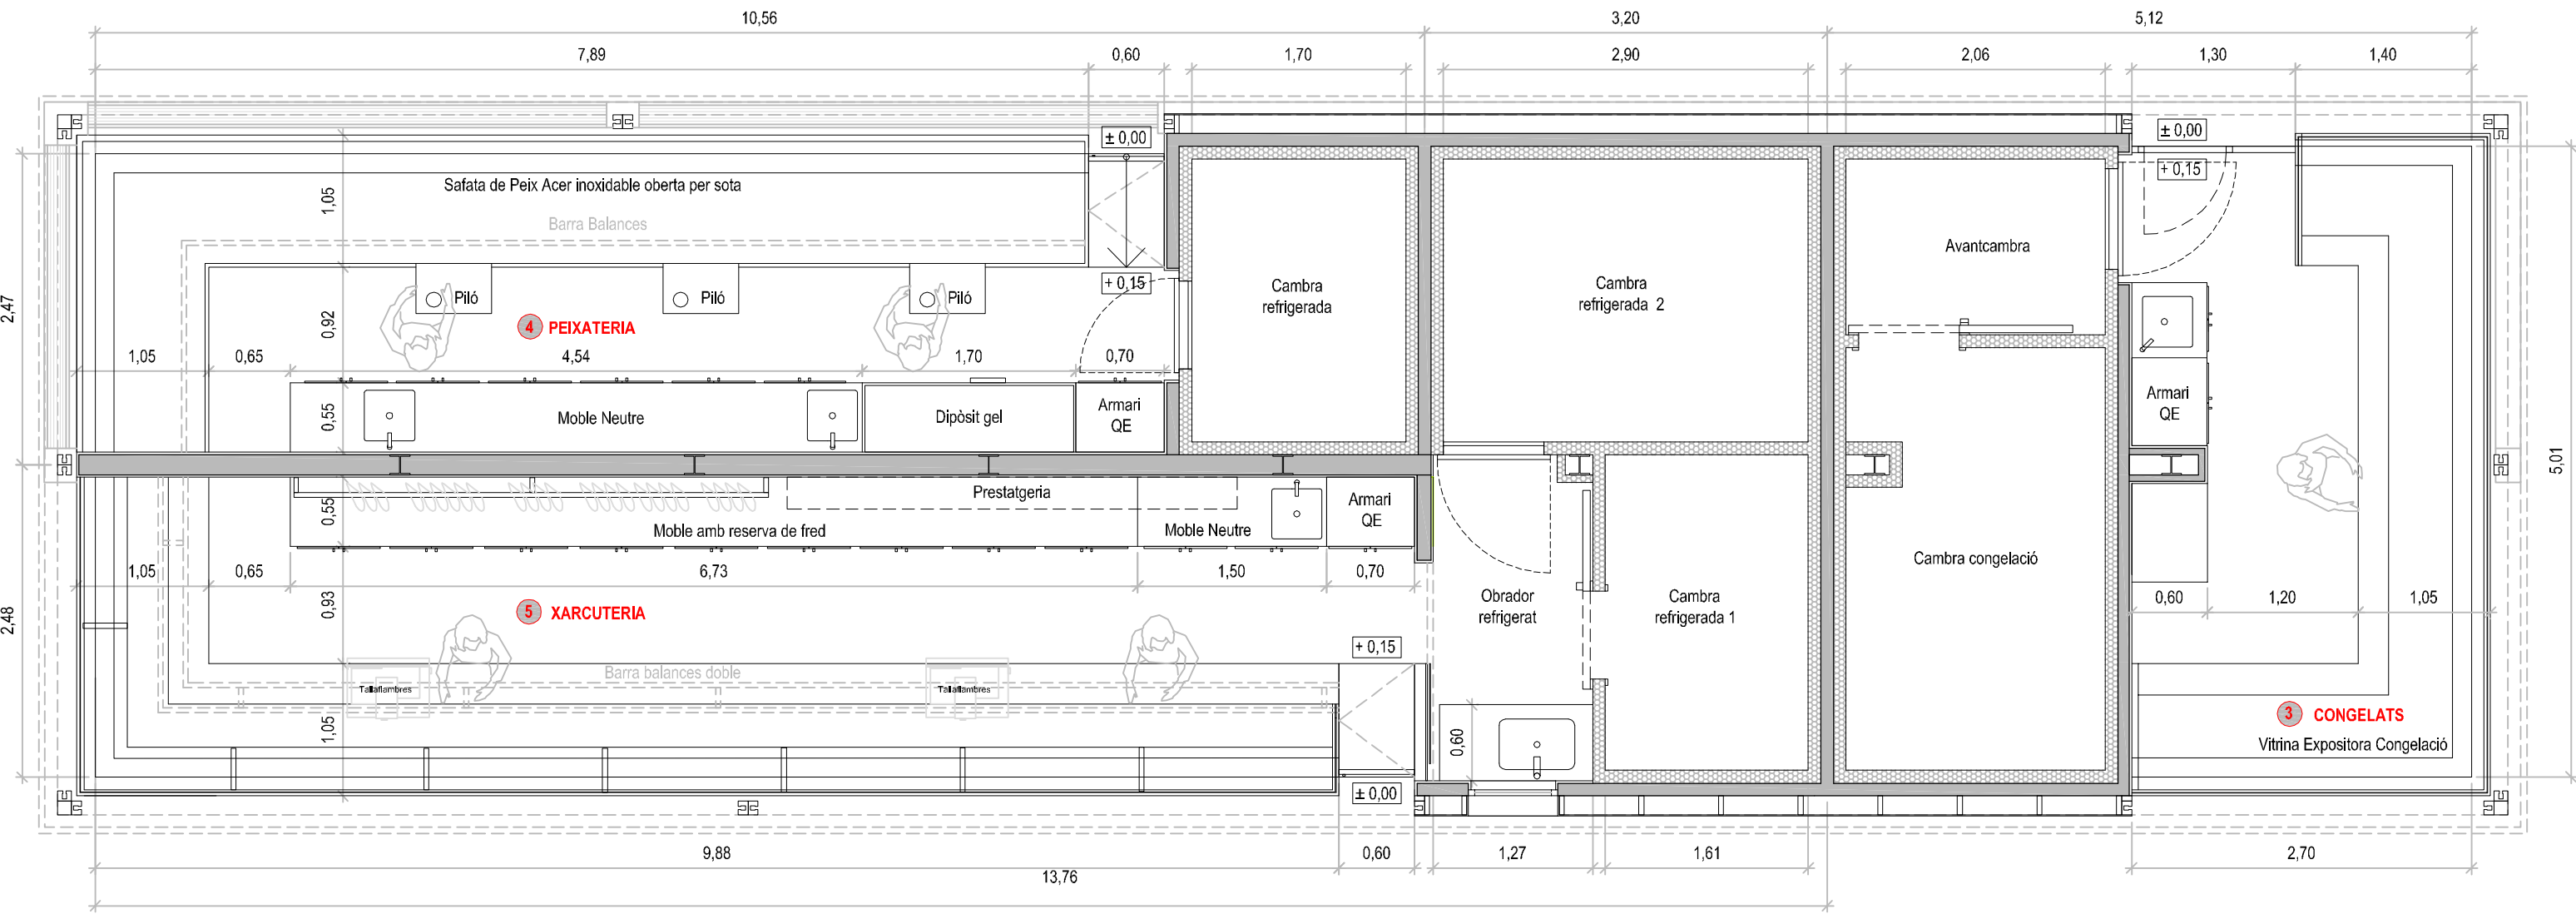 10,56
3,20
5,12
7,89
0,60
1,70
2,90
2,06
1,30
1,40
± 0,00
± 0,00
+ 0,15
Safata de Peix Acer inoxidable oberta per sota
1,05
Barra Balances
Avantcambra
+ 0,15
Cambra
refrigerada
Cambra
refrigerada 2
Piló
Piló
Piló
2,47
0,92
4 PEIXATERIA
1,05
0,65
4,54
1,70
0,70
0,55
Moble Neutre
Dipòsit gel
Armari
QE
Armari
QE
5,01
Prestatgeria
0,55
Moble amb reserva de fred
Moble Neutre
Armari
QE
Cambra congelació
1,05
0,65
6,73
1,50
0,70
2,48
0,93
5 XARCUTERIA
Obrador
refrigerat
Cambra
refrigerada 1
0,60
1,20
1,05
+ 0,15
Barra balances doble
Tallafiambres
Tallafiambres
1,05
0,60
3 CONGELATS
Vitrina Expositora Congelació
± 0,00
9,88
0,60
1,27
1,61
2,70
13,76